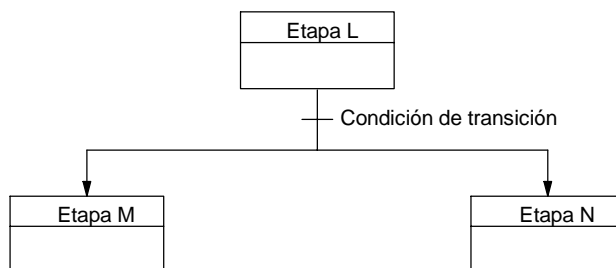 Etapa L
Condición de transición
Etapa M
Etapa N